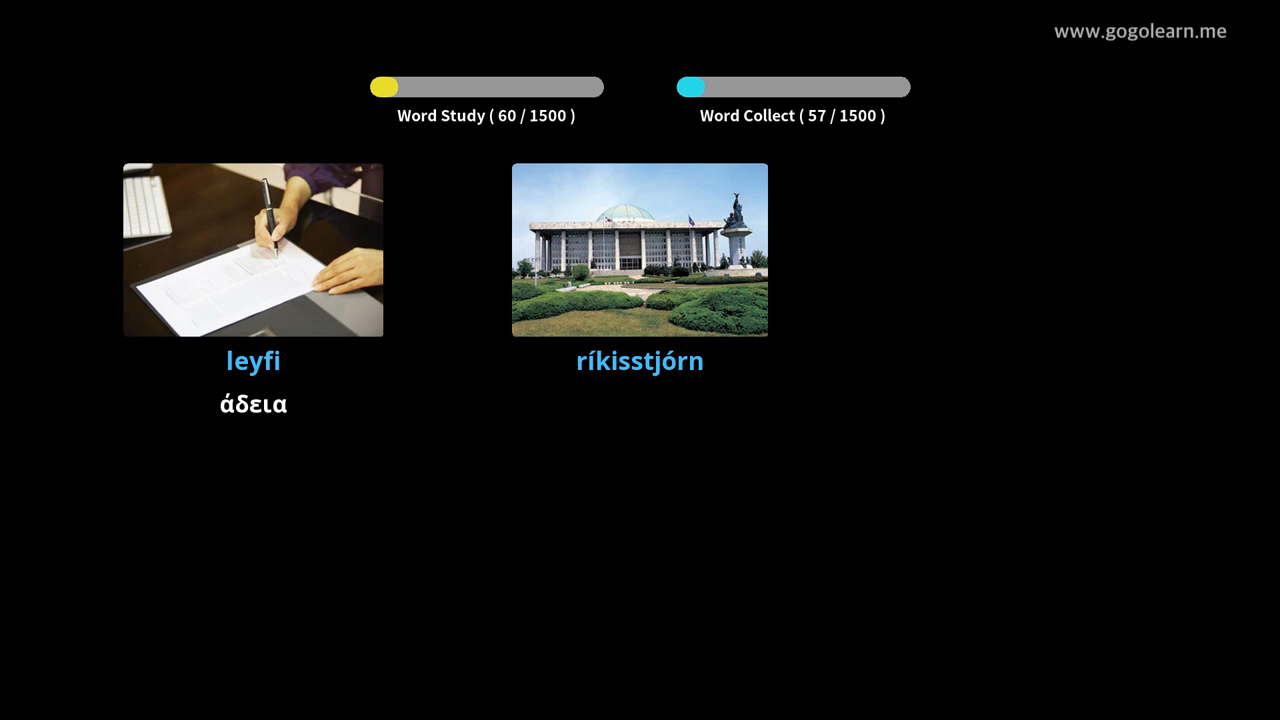 www.gogolearn.me
Word Study ( 60 / 1500 )
Word Collect ( 57 / 1500 )
leyfi
ríkisstjórn
άδεια